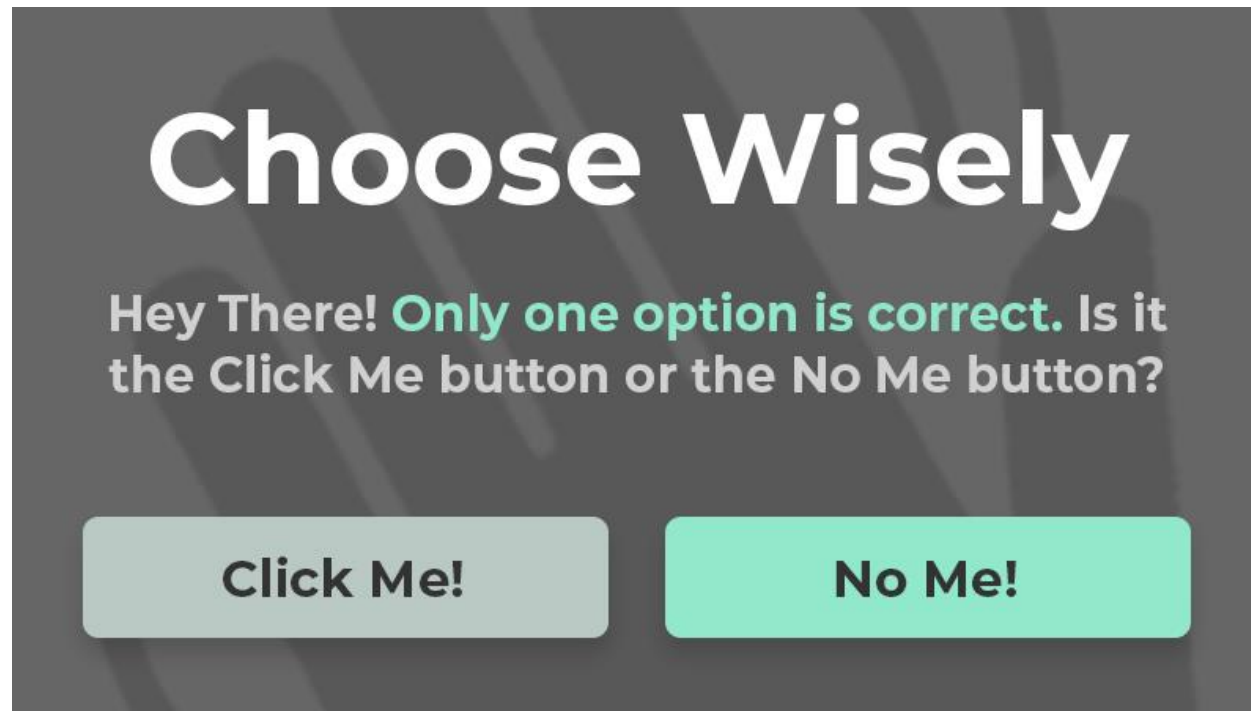 Choose Wisely
Hey There! Only one option is correct. Is it
the Click Me button or the No Me button?
Click Me!
No Me!